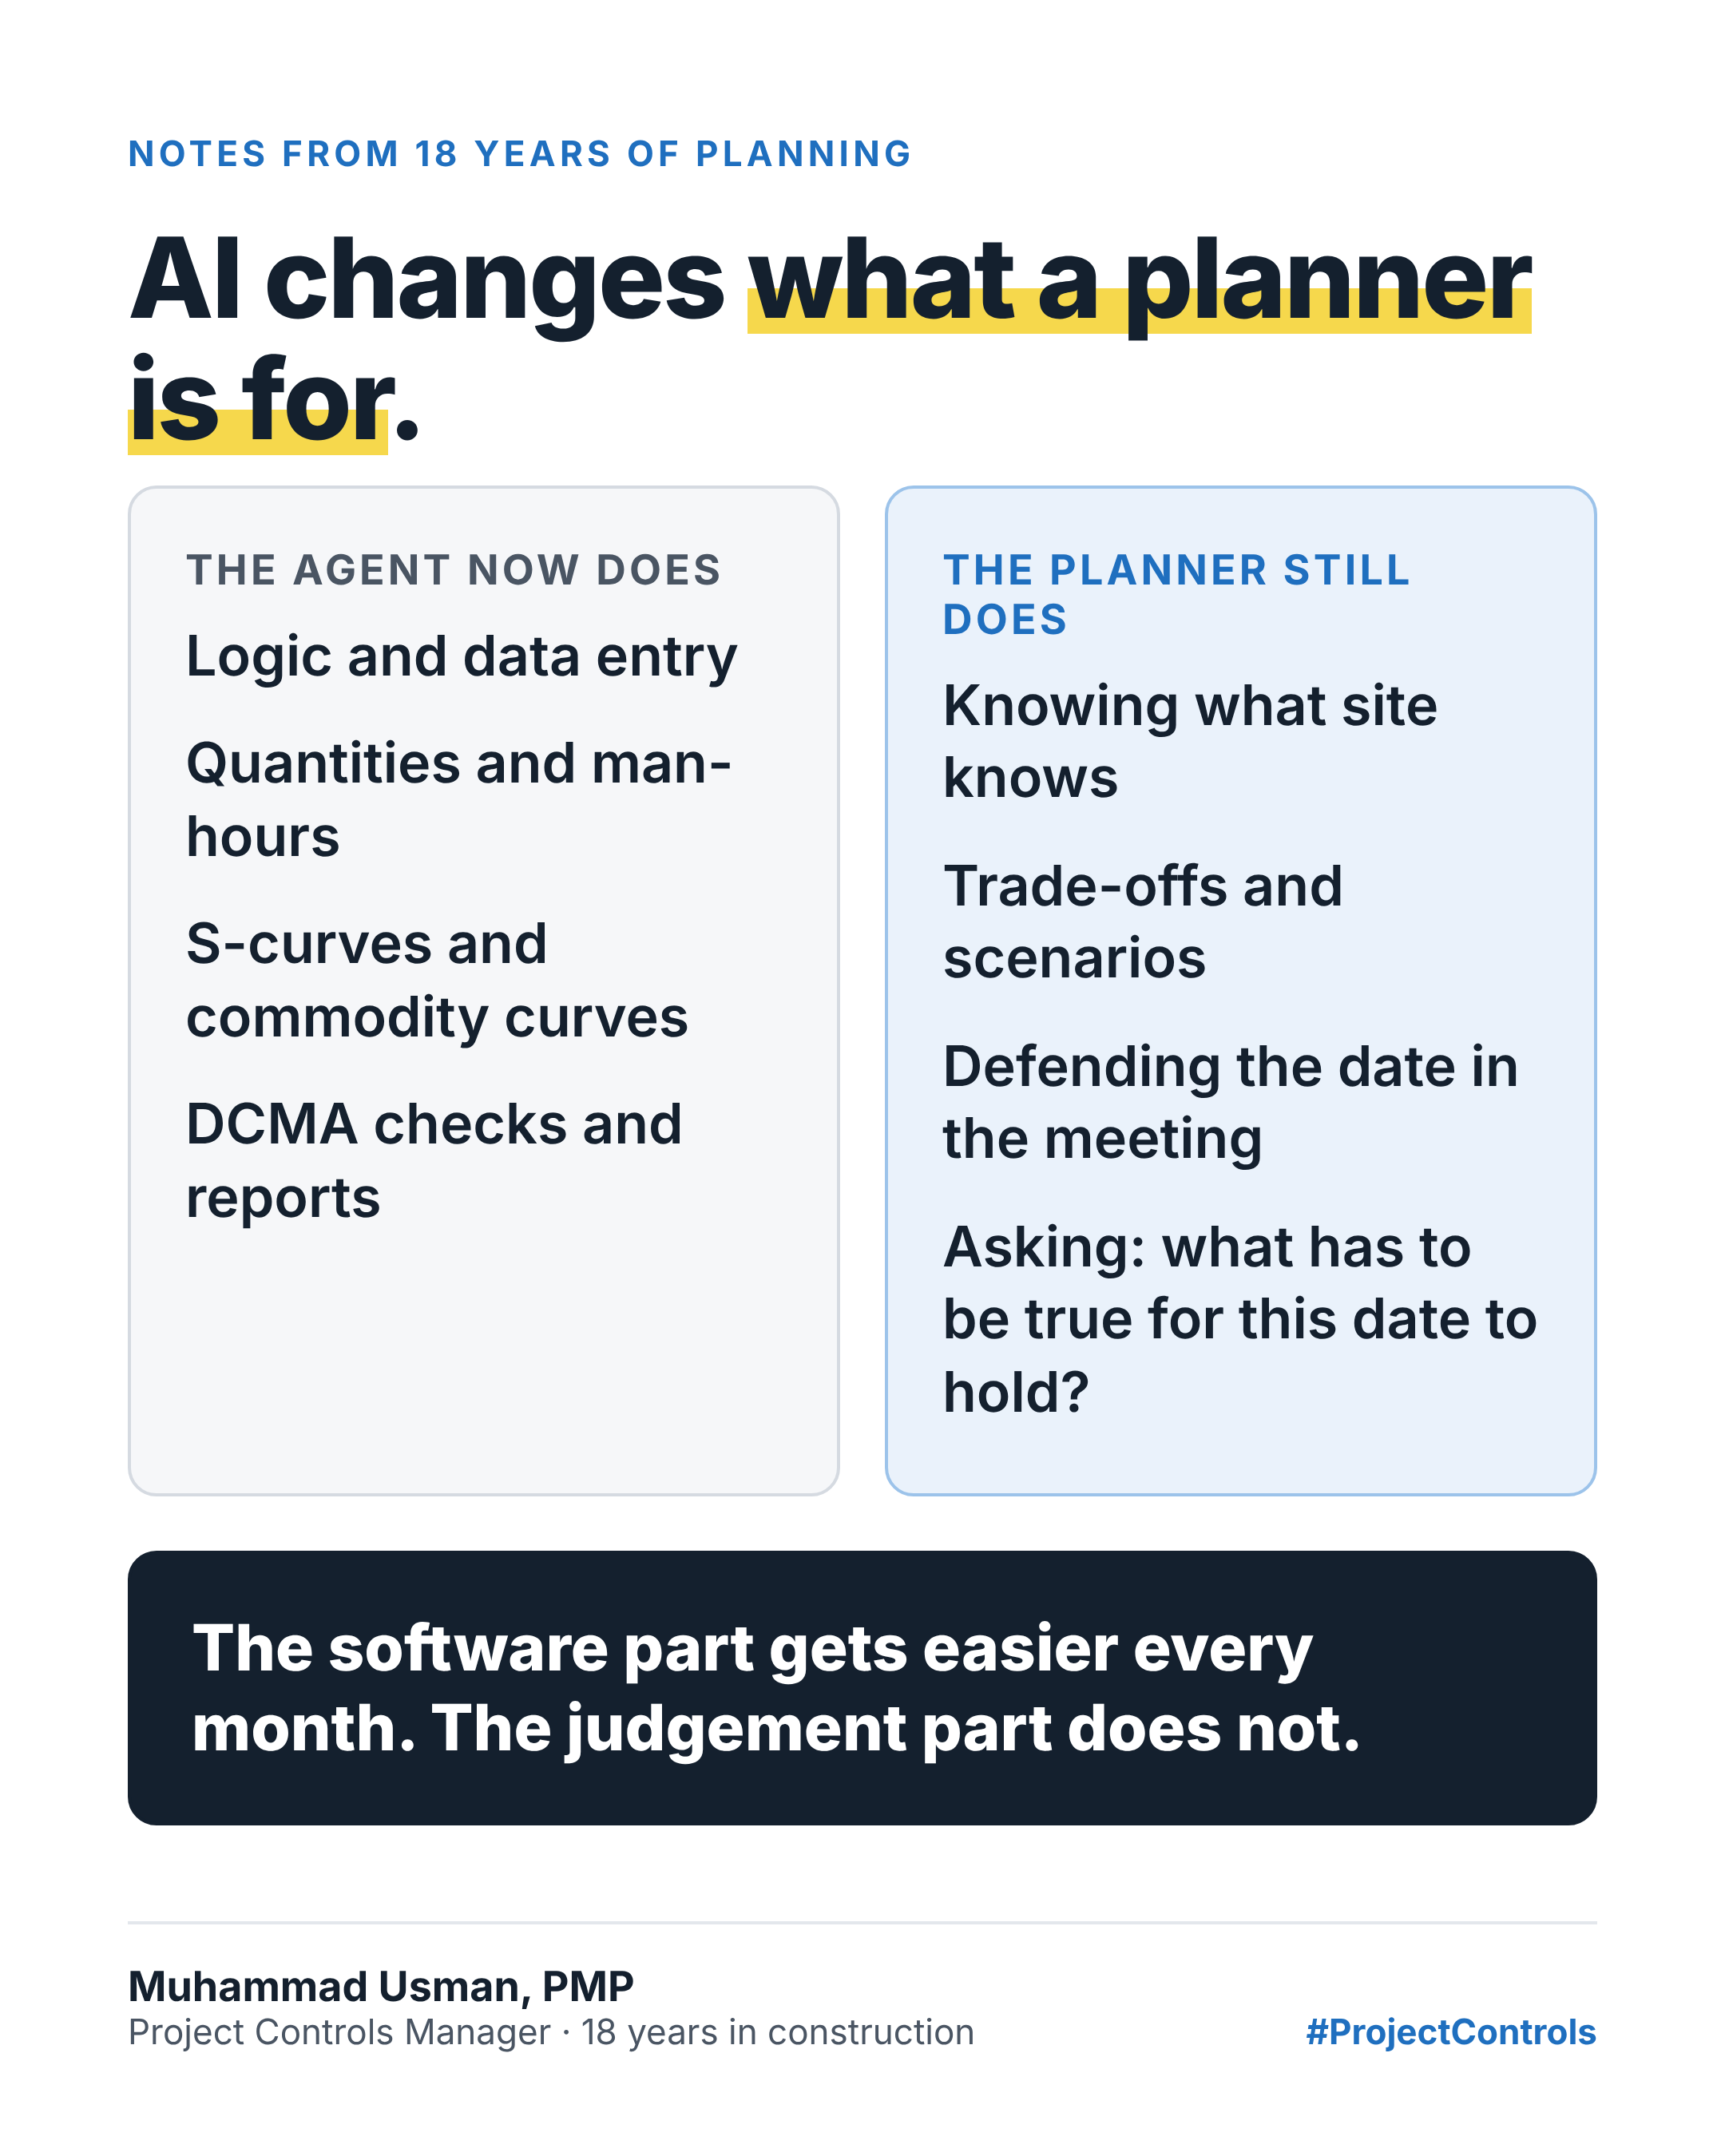 NOTES FROM 18 YEARS OF PLANNING
AI changes what a planner
is for.
THE AGENT NOW DOES
Logic and data entry
Quantities and man-
hours
S-curves and
commodity curves
DCMA checks and
reports
THE PLANNER STILL
DOES
Knowing what site
knows
Trade-offs and
scenarios
Defending the date in
the meeting
Asking: what has to
be true for this date to
hold?
The software part gets easier every
month. The judgement part does not.
Muhammad Usman, PMP
Project Controls Manager · 18 years in construction
#ProjectControls